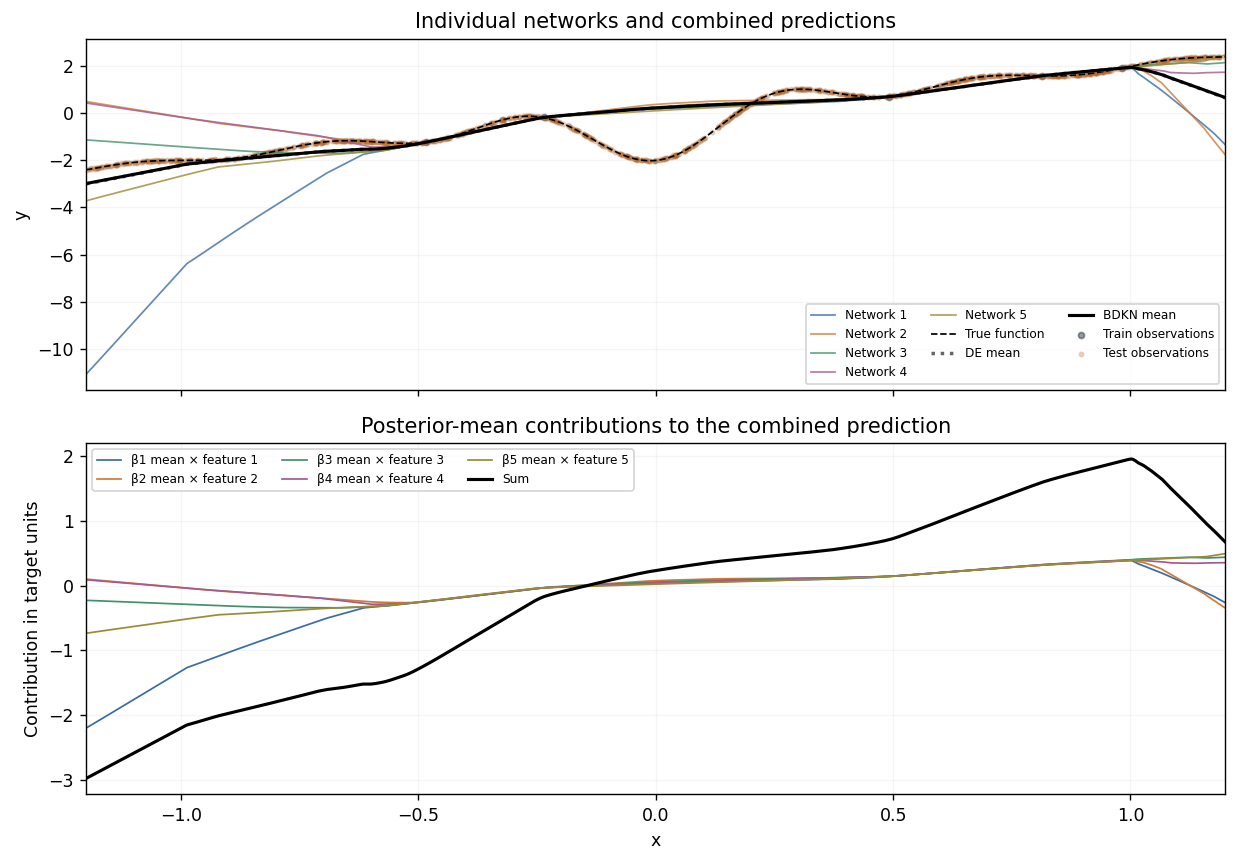 Individual networks and combined predictions
y
2
0
−2
−4
−6
−8
−10
Network 1
Network 2
Network 3
Network 4
Network 5
True function
DE mean
BDKN mean
Train observations
Test observations
Posterior-mean contributions to the combined prediction
Contribution in target units
2
1
0
−1
−2
−3
β1 mean × feature 1
β2 mean × feature 2
β3 mean × feature 3
β4 mean × feature 4
β5 mean × feature 5
Sum
−1.0
−0.5
0.0
0.5
1.0
x